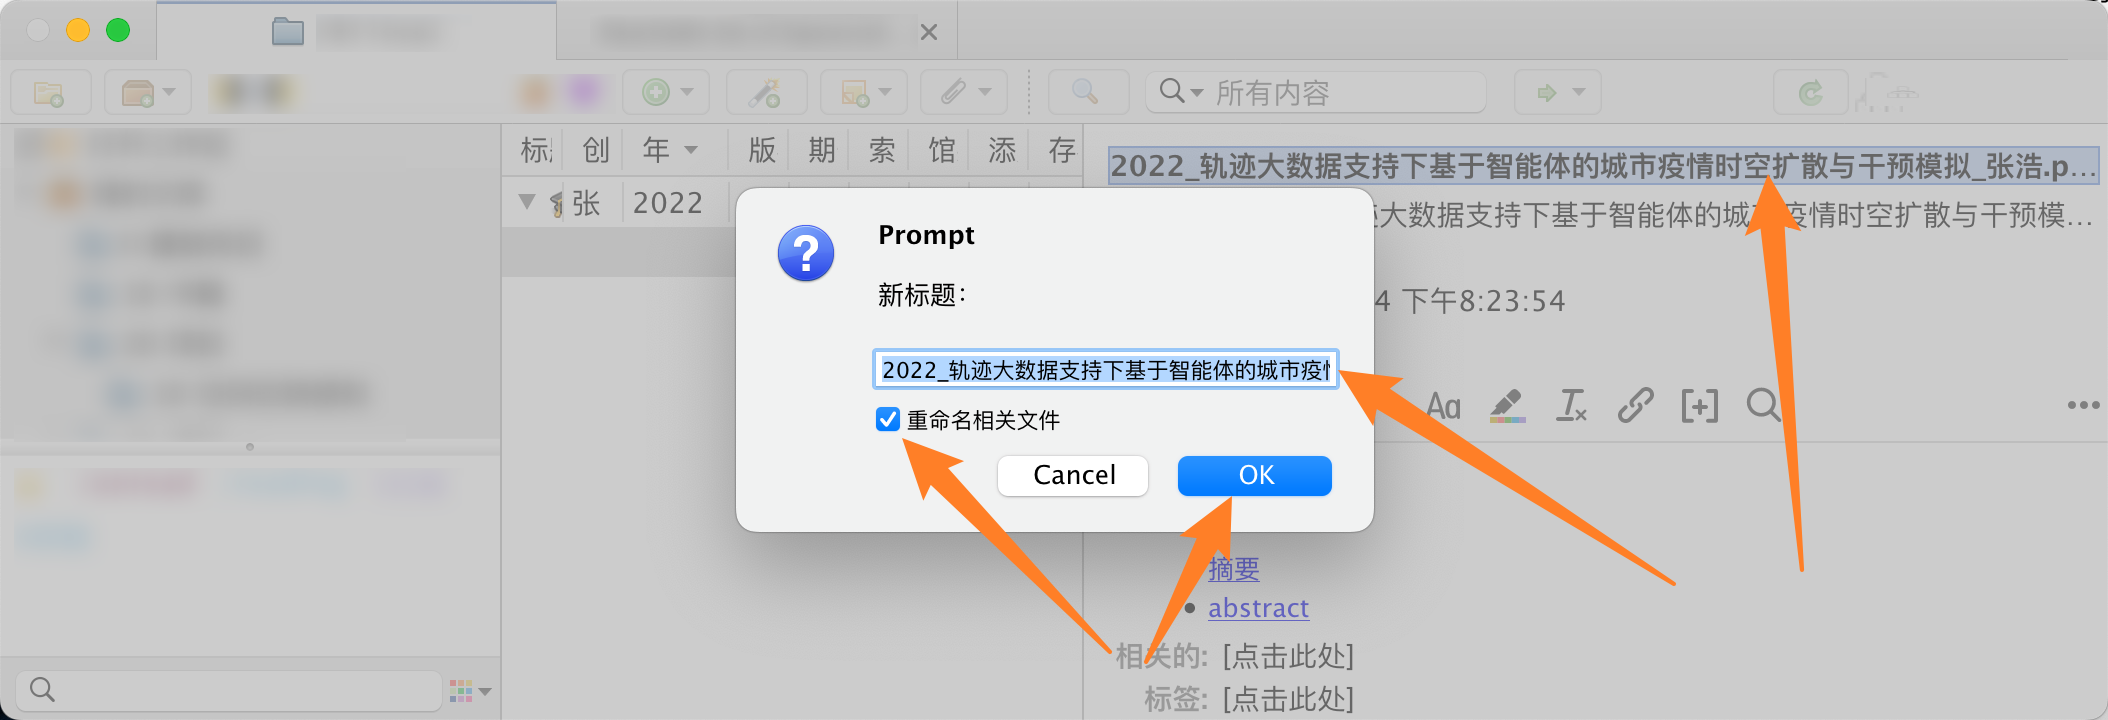 所有内容
标 创 年 版 期 索 馆 添 存
张 2022
2022_轨迹大数据支持下基于智能体的城市疫情时空扩散与干预模拟_张浩.p...
大数据支持下基于智能体的城 疫情时空扩散与干预模...
4 下午8:23:54
Prompt
新标题：
2022_轨迹大数据支持下基于智能体的城市疫
重命名相关文件
Cancel OK
Aa
摘要
abstract
相关的: [点击此处]
标签: [点击此处]